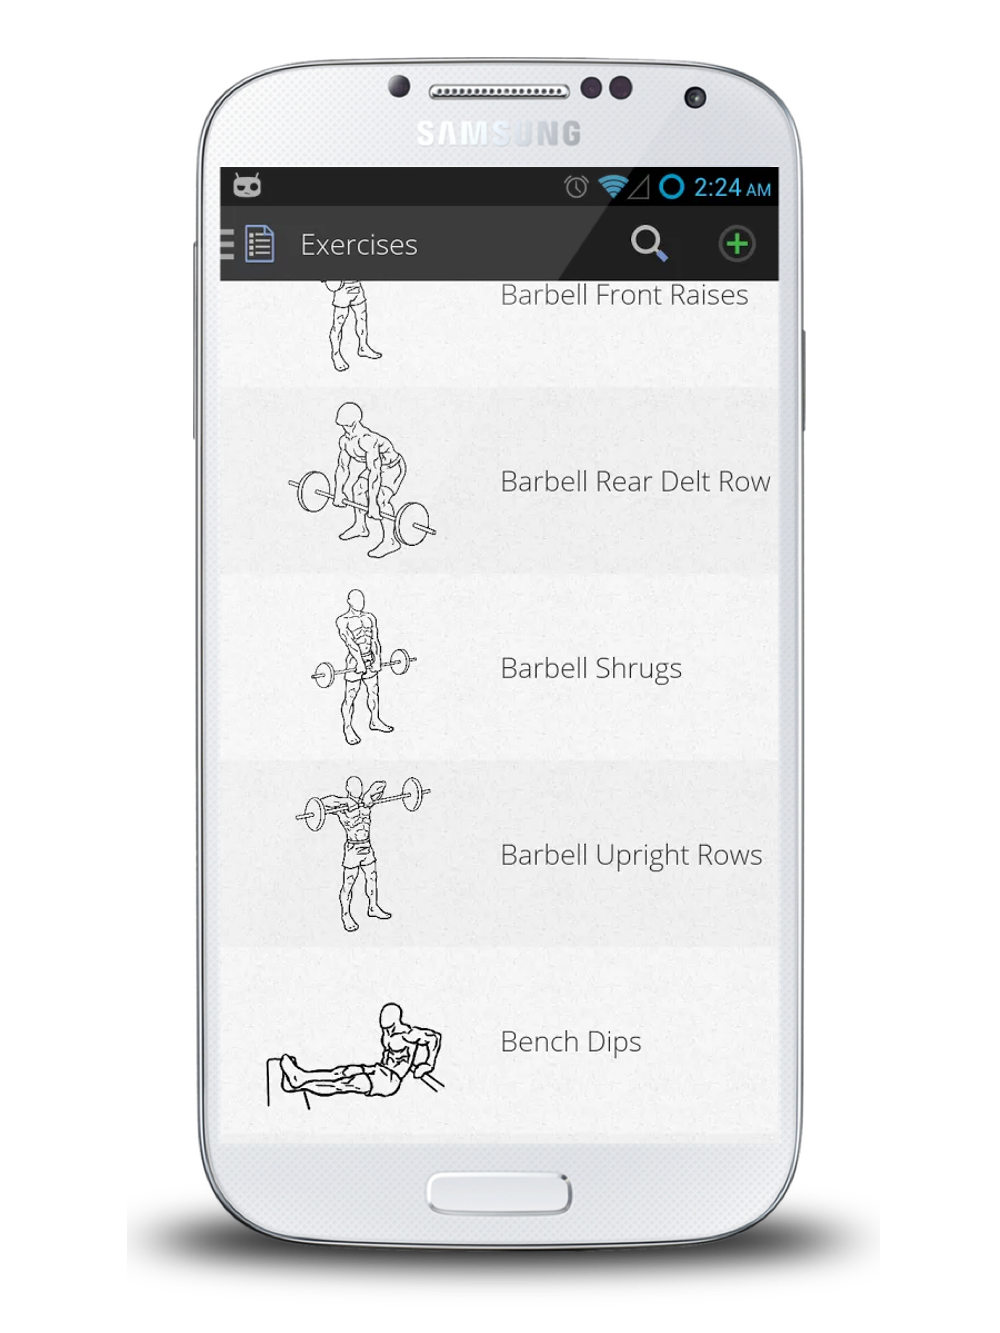 SAMSUNG
2:24 AM
Exercises
Barbell Front Raises
Barbell Rear Delt Row
Barbell Shrugs
Barbell Upright Rows
Bench Dips